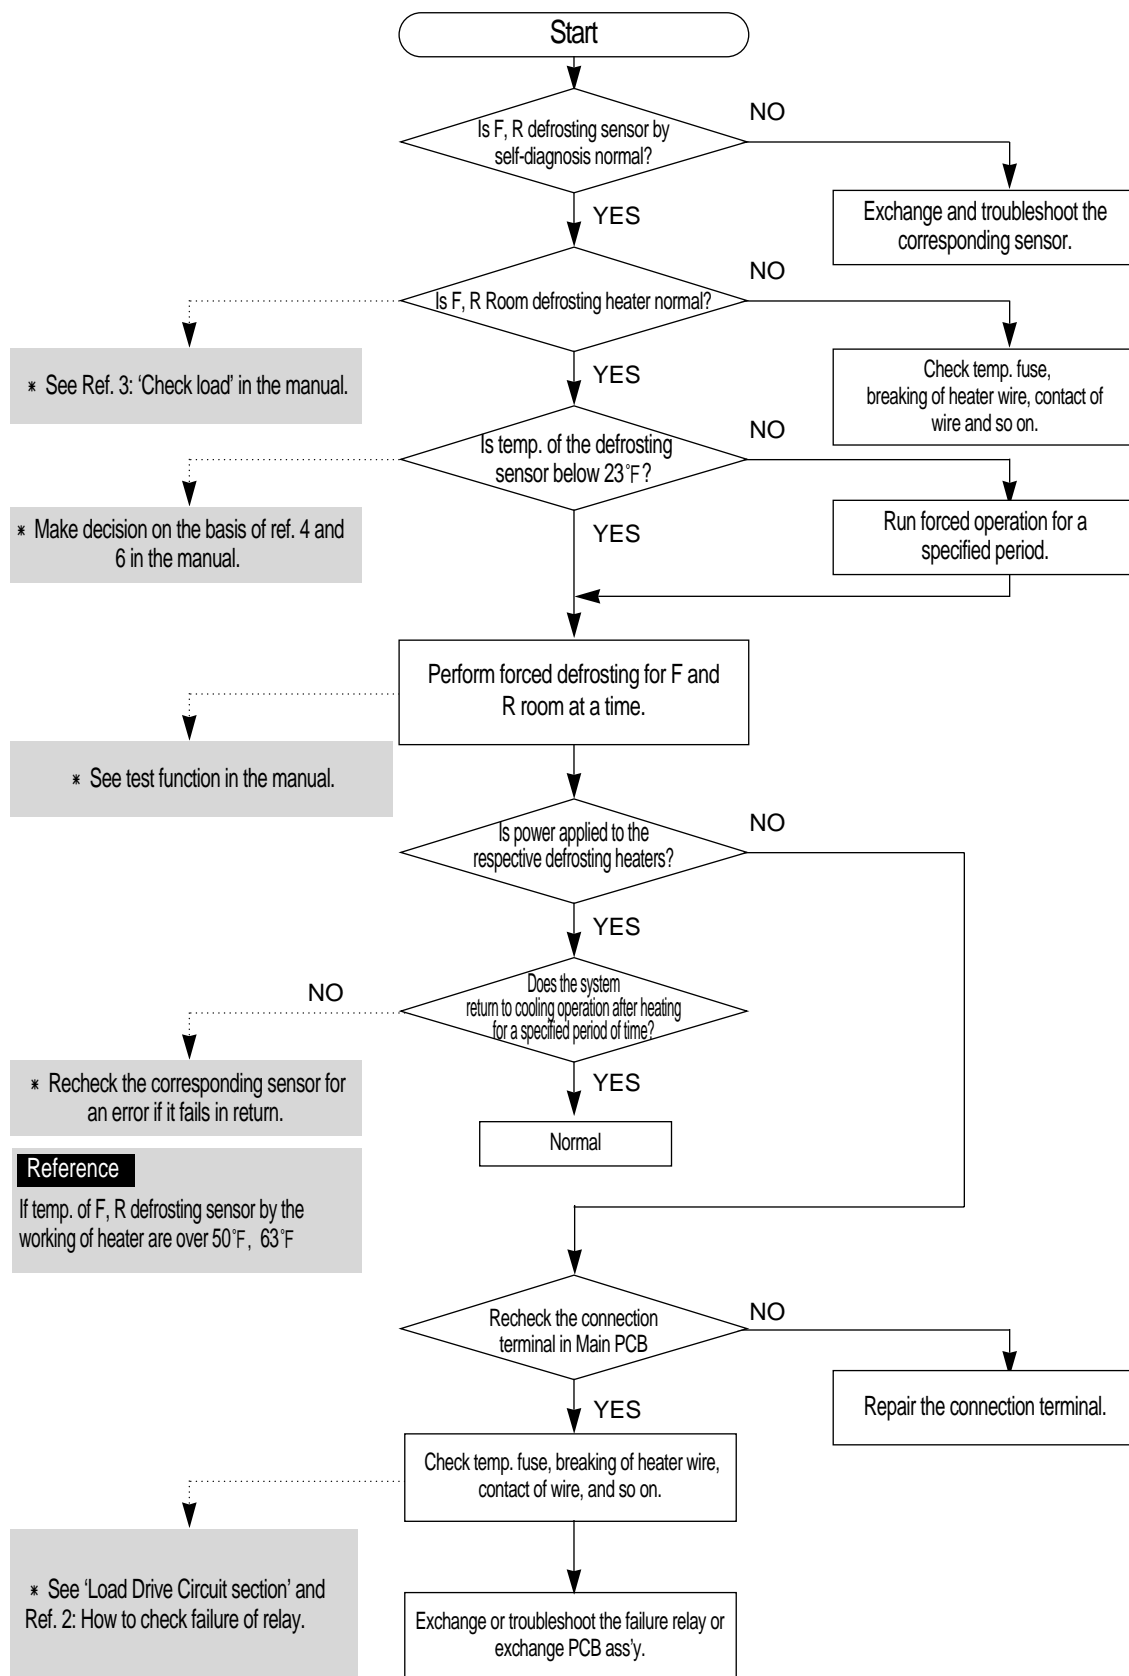 Start
Is F, R defrosting sensor by
self-diagnosis normal?
NO
YES
Exchange and troubleshoot the
corresponding sensor.
Is F, R Room defrosting heater normal?
NO
YES
* See Ref. 3: ‘Check load’ in the manual.
Check temp. fuse,
breaking of heater wire, contact of
wire and so on.
Is temp. of the defrosting
sensor below 23°F?
NO
YES
* Make decision on the basis of ref. 4 and
6 in the manual.
Run forced operation for a
specified period.
Perform forced defrosting for F and
R room at a time.
* See test function in the manual.
Is power applied to the
respective defrosting heaters?
NO
YES
Does the system
return to cooling operation after heating
for a specified period of time?
NO
YES
* Recheck the corresponding sensor for
an error if it fails in return.
Normal
Reference
If temp. of F, R defrosting sensor by the
working of heater are over 50°F, 63°F
Recheck the connection
terminal in Main PCB
NO
YES
Repair the connection terminal.
Check temp. fuse, breaking of heater wire,
contact of wire, and so on.
* See ‘Load Drive Circuit section’ and
Ref. 2: How to check failure of relay.
Exchange or troubleshoot the failure relay or
exchange PCB ass’y.